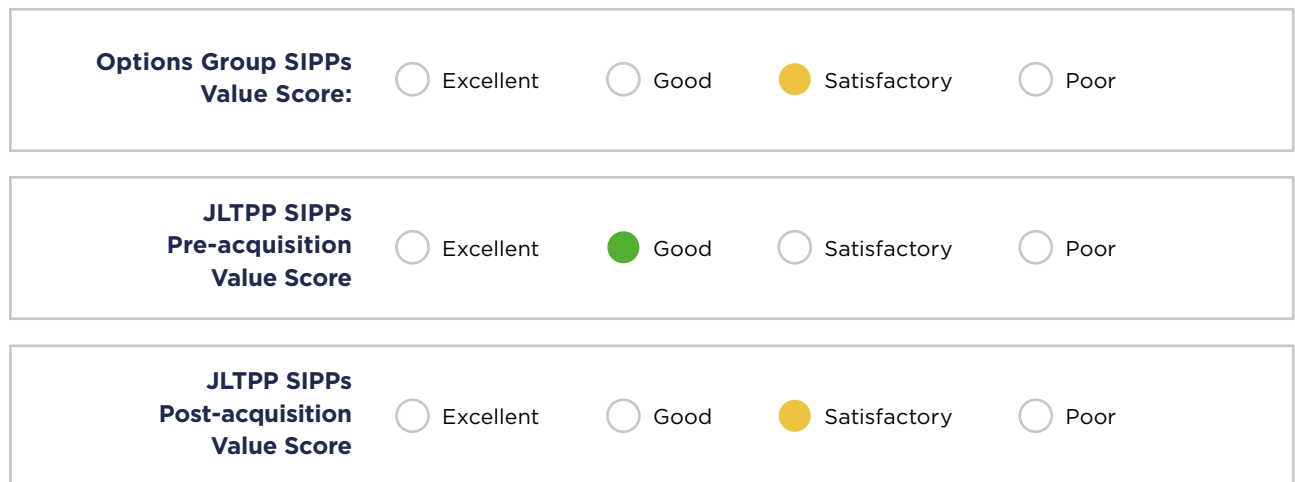 Options Group SIPPs
Value Score:
Excellent Good Satisfactory Poor
JLTPP SIPPs
Pre-acquisition
Value Score
Excellent Good Satisfactory Poor
JLTPP SIPPs
Post-acquisition
Value Score
Excellent Good Satisfactory Poor